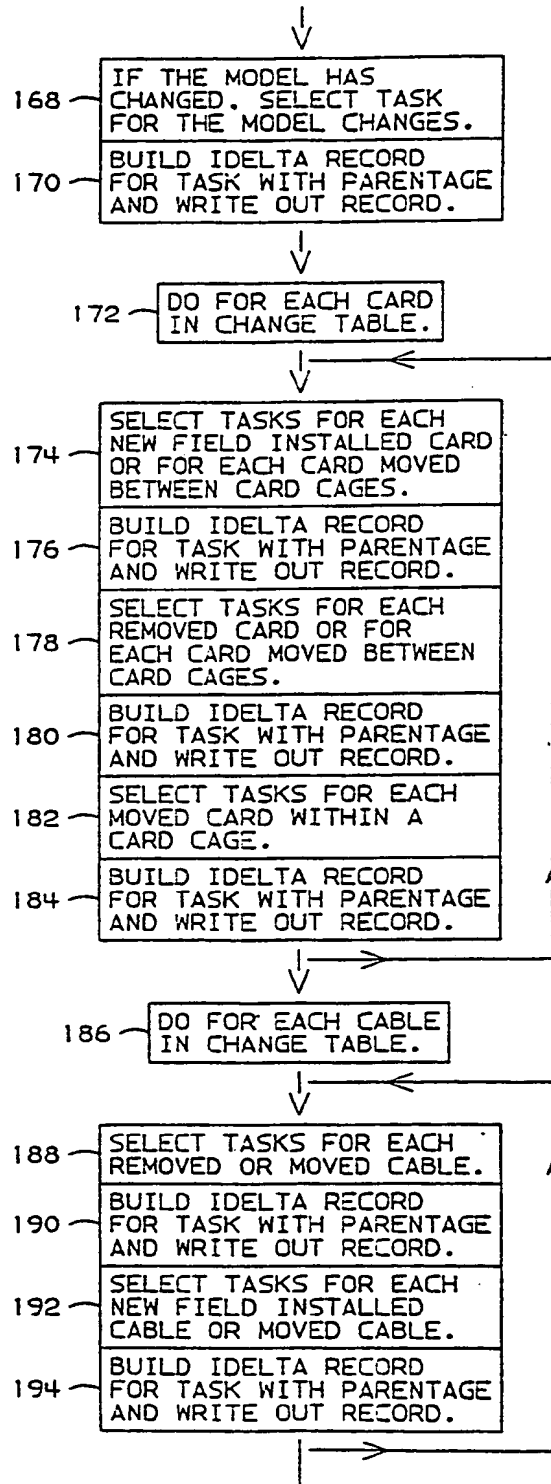 168
IF THE MODEL HAS
CHANGED. SELECT TASK
FOR THE MODEL CHANGES.
170
BUILD IDELTA RECORD
FOR TASK WITH PARENTAGE
AND WRITE OUT RECORD.
172
DO FOR EACH CARD
IN CHANGE TABLE.
174
SELECT TASKS FOR EACH
NEW FIELD INSTALLED CARD
OR FOR EACH CARD MOVED
BETWEEN CARD CAGES.
176
BUILD IDELTA RECORD
FOR TASK WITH PARENTAGE
AND WRITE OUT RECORD.
178
SELECT TASKS FOR EACH
REMOVED CARD OR FOR
EACH CARD MOVED BETWEEN
CARD CAGES.
180
BUILD IDELTA RECORD
FOR TASK WITH PARENTAGE
AND WRITE OUT RECORD.
182
SELECT TASKS FOR EACH
MOVED CARD WITHIN A
CARD CAGE.
184
BUILD IDELTA RECORD
FOR TASK WITH PARENTAGE
AND WRITE OUT RECORD.
186
DO FOR EACH CABLE
IN CHANGE TABLE.
188
SELECT TASKS FOR EACH
REMOVED OR MOVED CABLE.
190
BUILD IDELTA RECORD
FOR TASK WITH PARENTAGE
AND WRITE OUT RECORD.
192
SELECT TASKS FOR EACH
NEW FIELD INSTALLED
CABLE OR MOVED CABLE.
194
BUILD IDELTA RECORD
FOR TASK WITH PARENTAGE
AND WRITE OUT RECORD.